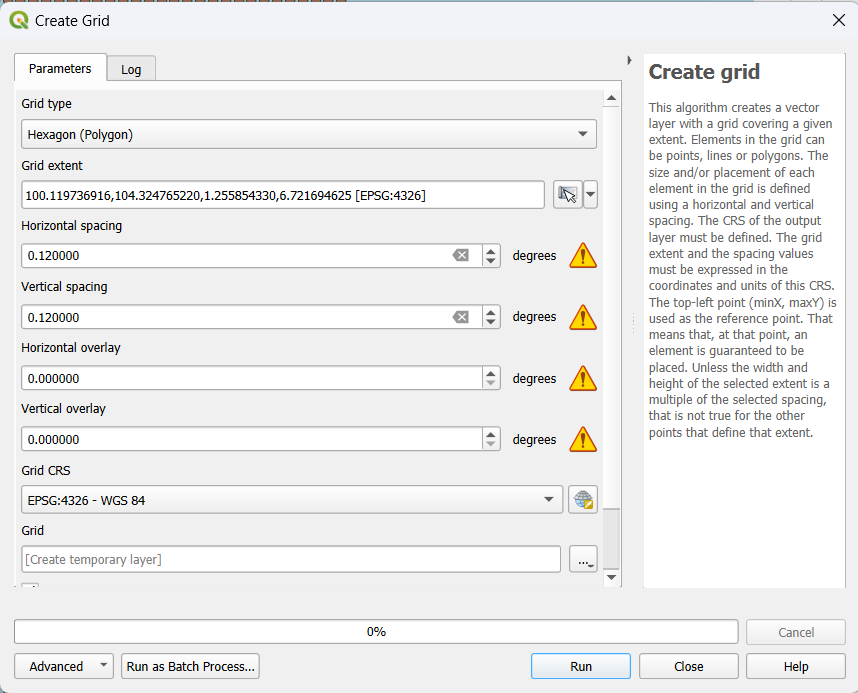 Create Grid
Parameters
Log
Grid type
Hexagon (Polygon)
Grid extent
100.119736916,104.324765220,1.255854330,6.721694625 [EPSG:4326]
Horizontal spacing
0.120000
degrees
Vertical spacing
0.120000
degrees
Horizontal overlay
0.000000
degrees
Vertical overlay
0.000000
degrees
Grid CRS
EPSG:4326 - WGS 84
Grid
[Create temporary layer]
...
Create grid
This algorithm creates a vector
layer with a grid covering a given
extent. Elements in the grid can
be points, lines or polygons. The
size and/or placement of each
element in the grid is defined
using a horizontal and vertical
spacing. The CRS of the output
layer must be defined. The grid
extent and the spacing values
must be expressed in the
coordinates and units of this CRS.
The top-left point (minX, maxY) is
used as the reference point. That
means that, at that point, an
element is guaranteed to be
placed. Unless the width and
height of the selected extent is a
multiple of the selected spacing,
that is not true for the other
points that define that extent.
0%
Cancel
Advanced
Run as Batch Process...
Run
Close
Help